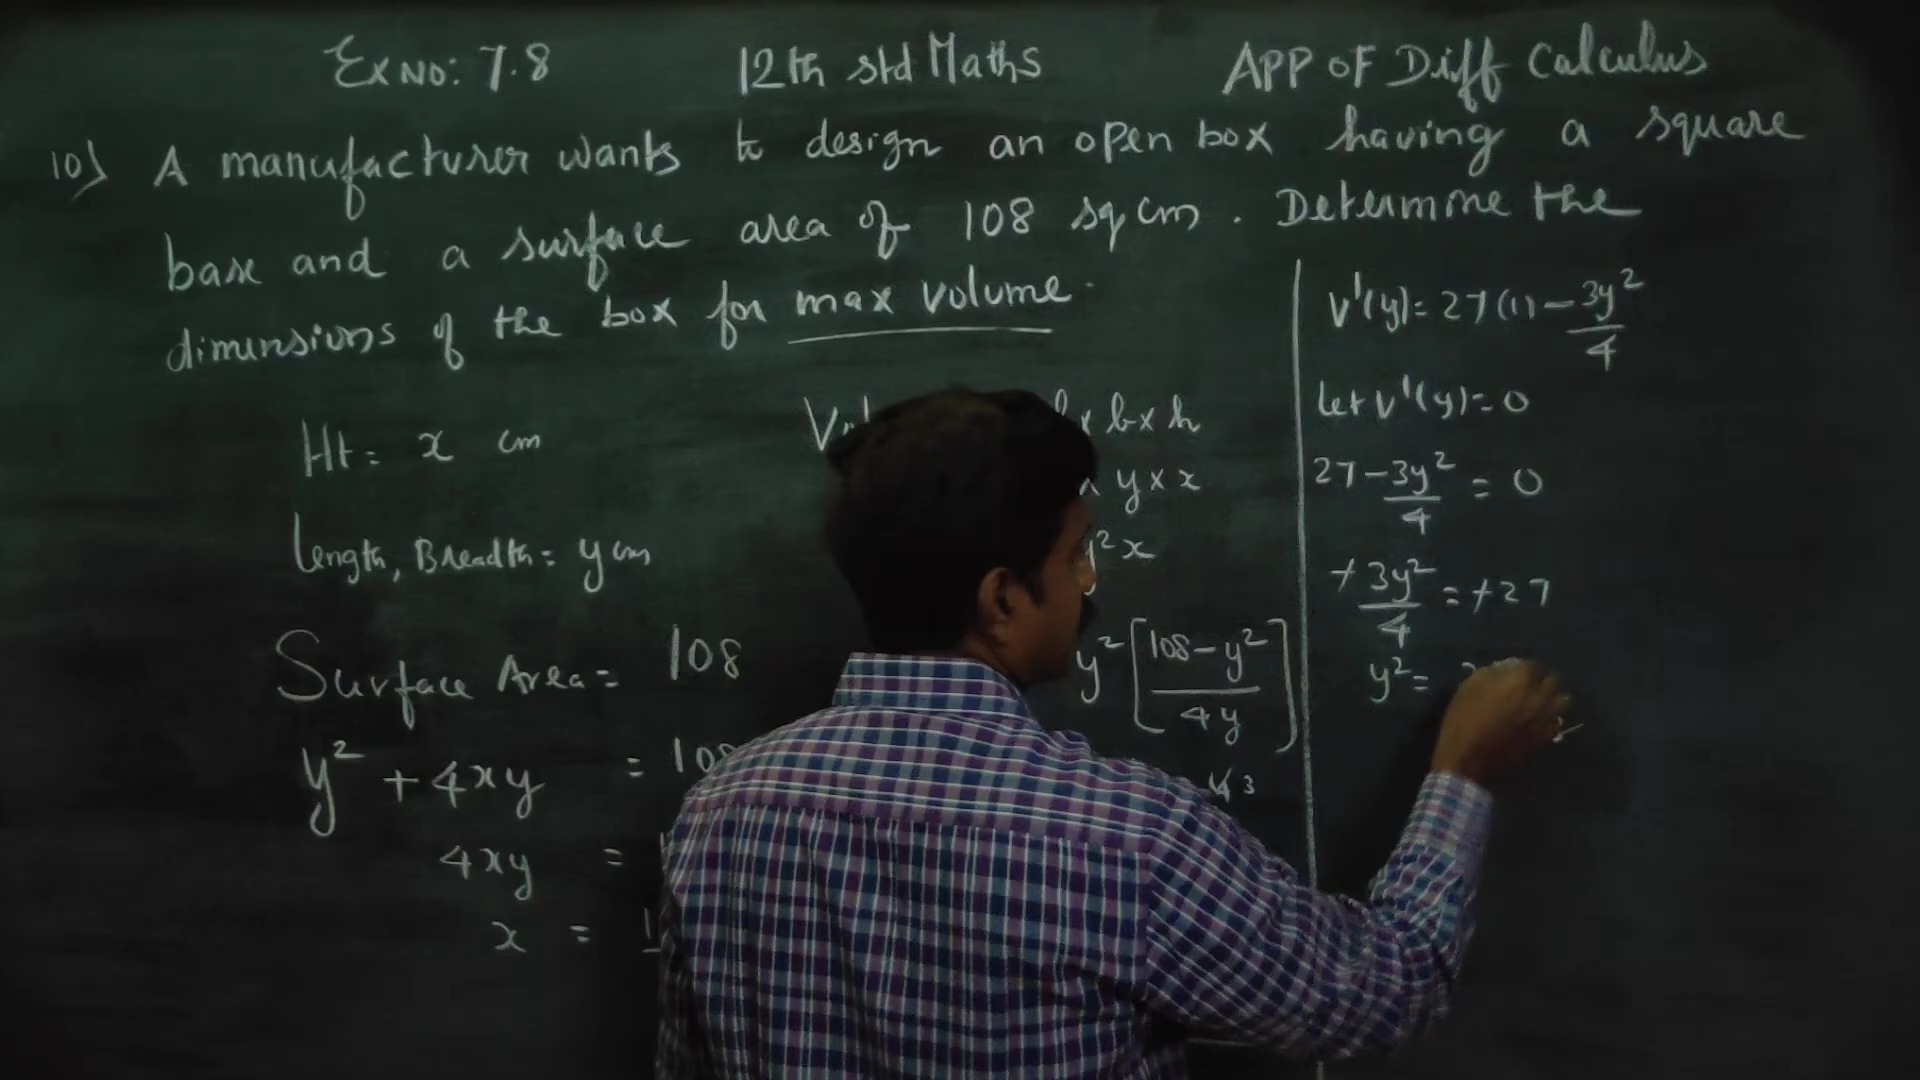 Ex No: 7.8 12th std Maths APP OF Diff Calculus
10) A manufacturer wants to design an open box having a square
base and a surface area of 108 sq cm. Determine the
dimensions of the box for max volume.
Ht = x cm
length, Breadth = y cm
Surface Area = 108
y² + 4xy = 108
4xy =
x =
b x h
y x x
y²x
y² [(108 - y²)/4y]
V'(y) = 27(1) - 3y²/4
let V'(y) = 0
27 - 3y²/4 = 0
+ 3y²/4 = +27
y² =